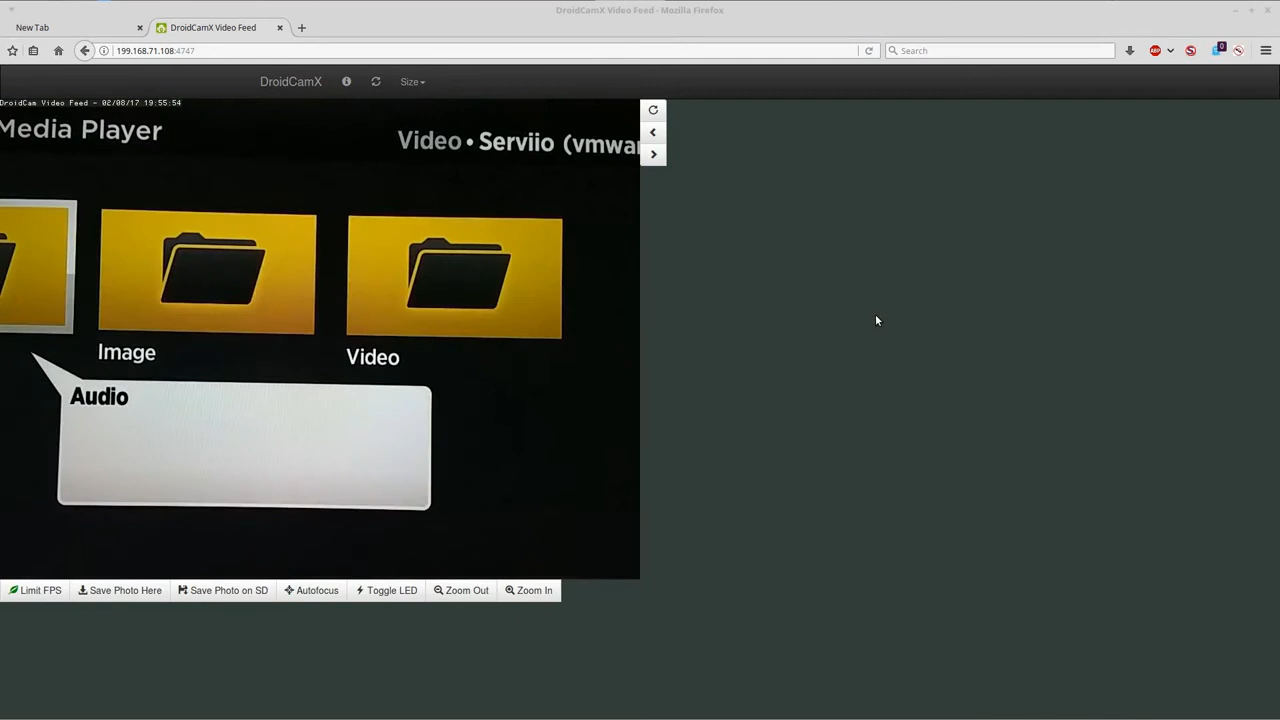 DroidCamX Video Feed - Mozilla Firefox
New Tab
DroidCamX Video Feed
199.168.71.108:4747
Search
ABP
0
DroidCamX
Size
DroidCam Video Feed - 02/08/17 19:55:54
Media Player
Video • Serviio (vmwar
Image
Video
Audio
Limit FPS
Save Photo Here
Save Photo on SD
Autofocus
Toggle LED
Zoom Out
Zoom In